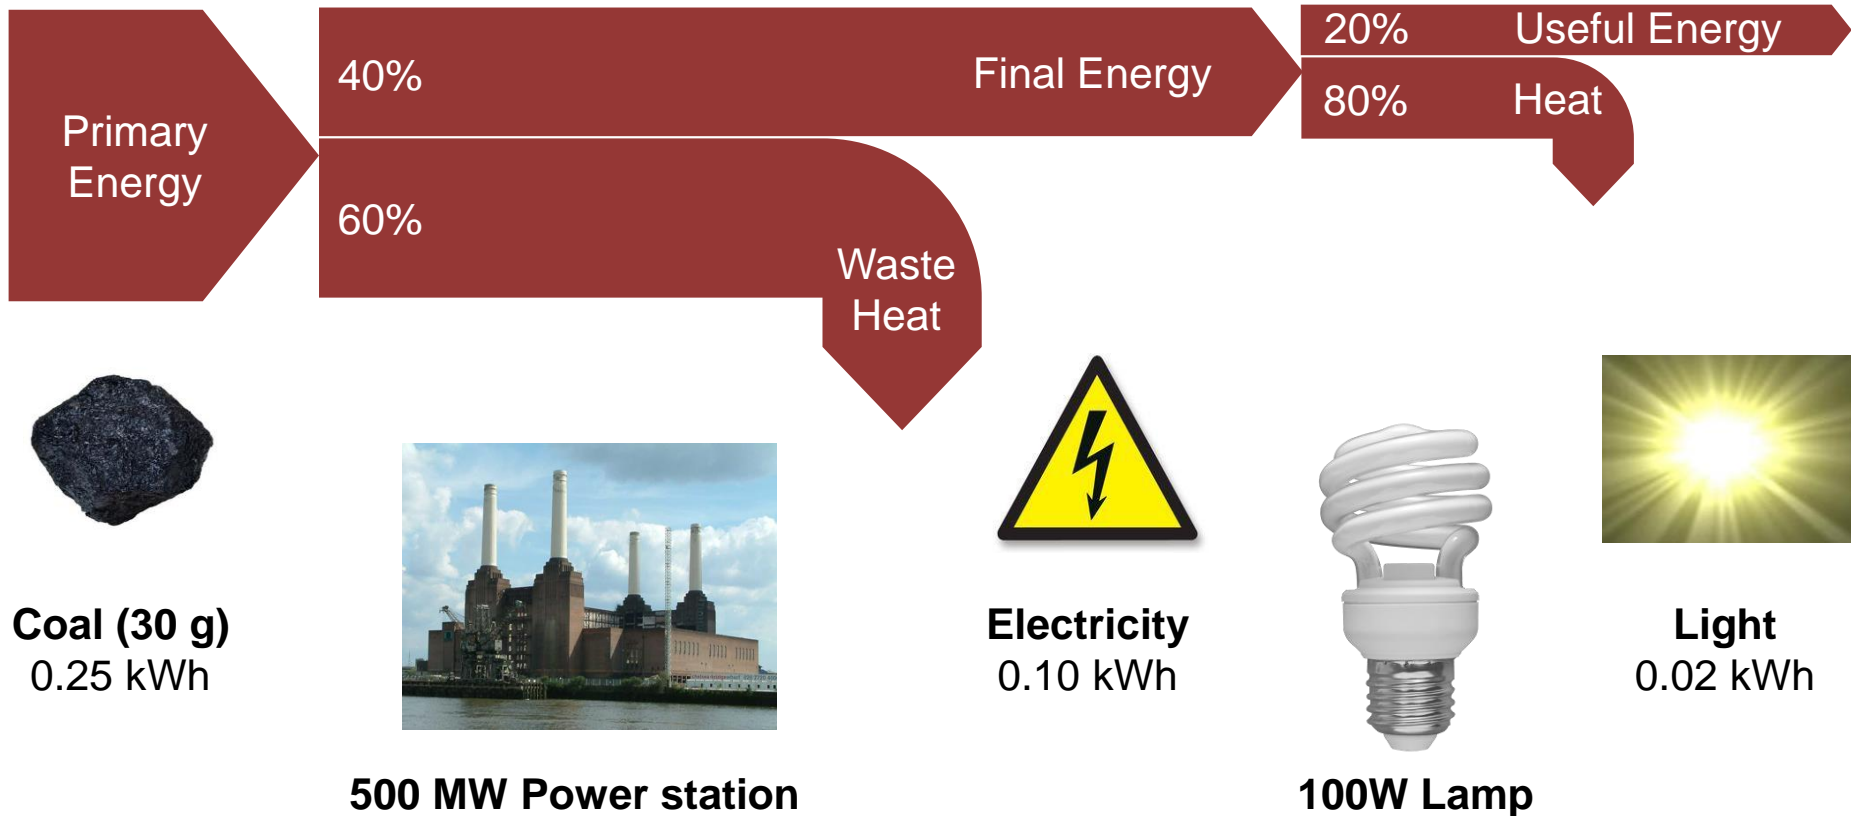 Primary
Energy
40%
Final Energy
60%
Waste
Heat
20%
Useful Energy
80%
Heat
Coal (30 g)
0.25 kWh
500 MW Power station
Electricity
0.10 kWh
100W Lamp
Light
0.02 kWh